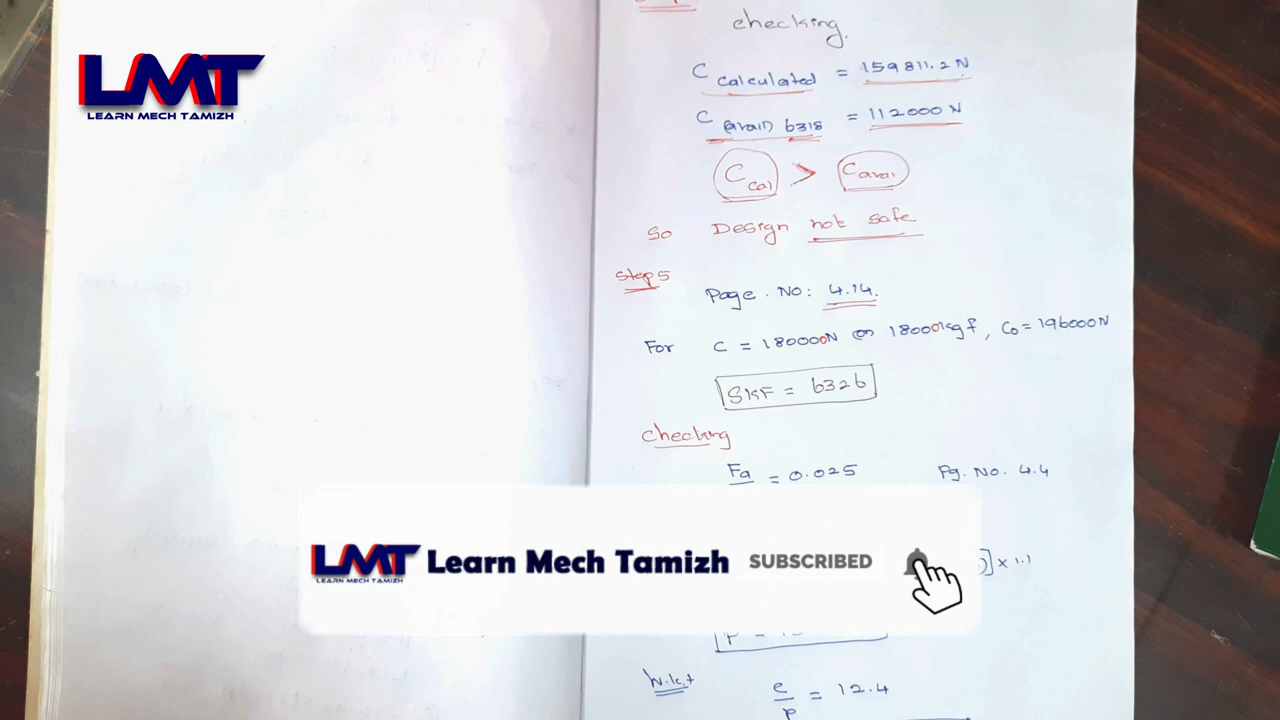 LMT
LEARN MECH TAMIZH
checking.
C calculated = 159811.2 N
C (avai) 6318 = 112000 N
C cal > C avai
So Design not safe
Step 5
Page. No: 4.14.
For C = 180000N or 18000kgf, C0 = 196000N
SKF = 6326
Checking
Fa = 0.025 Pg. No. 4.4
LMT
LEARN MECH TAMIZH
Learn Mech Tamizh SUBSCRIBED
)] x 1.1
P =
W.k.t
c/p = 12.4